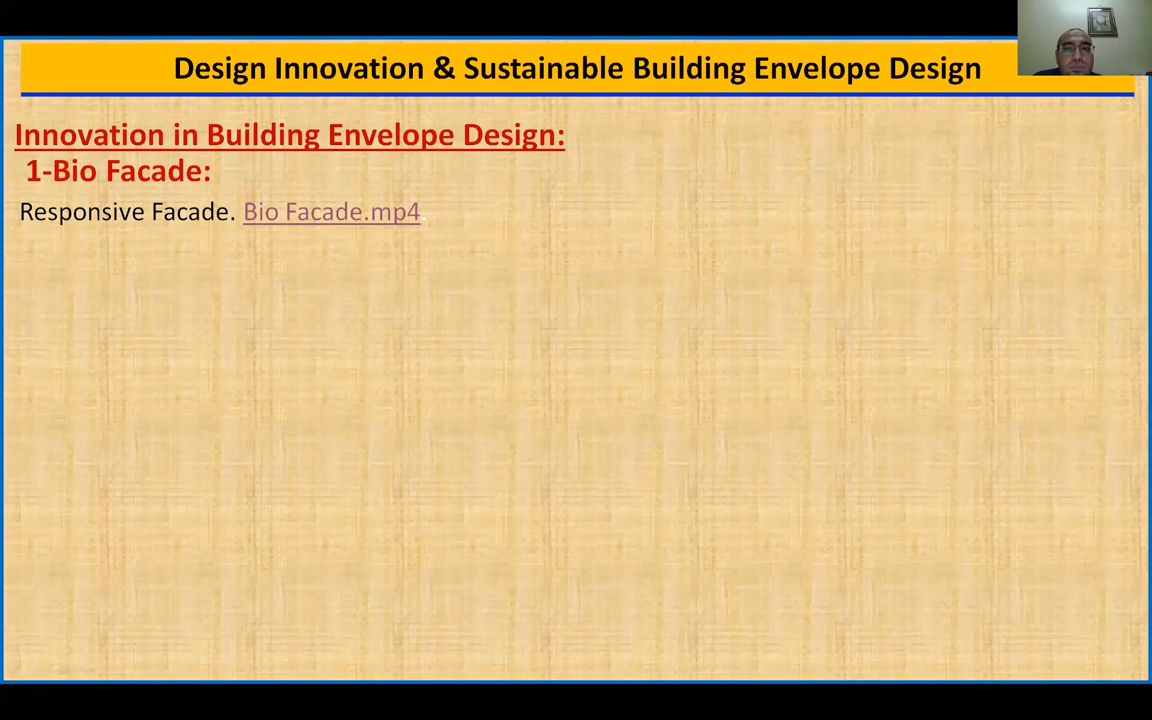 Design Innovation & Sustainable Building Envelope Design
Innovation in Building Envelope Design:
1-Bio Facade:
Responsive Facade. Bio Facade.mp4.